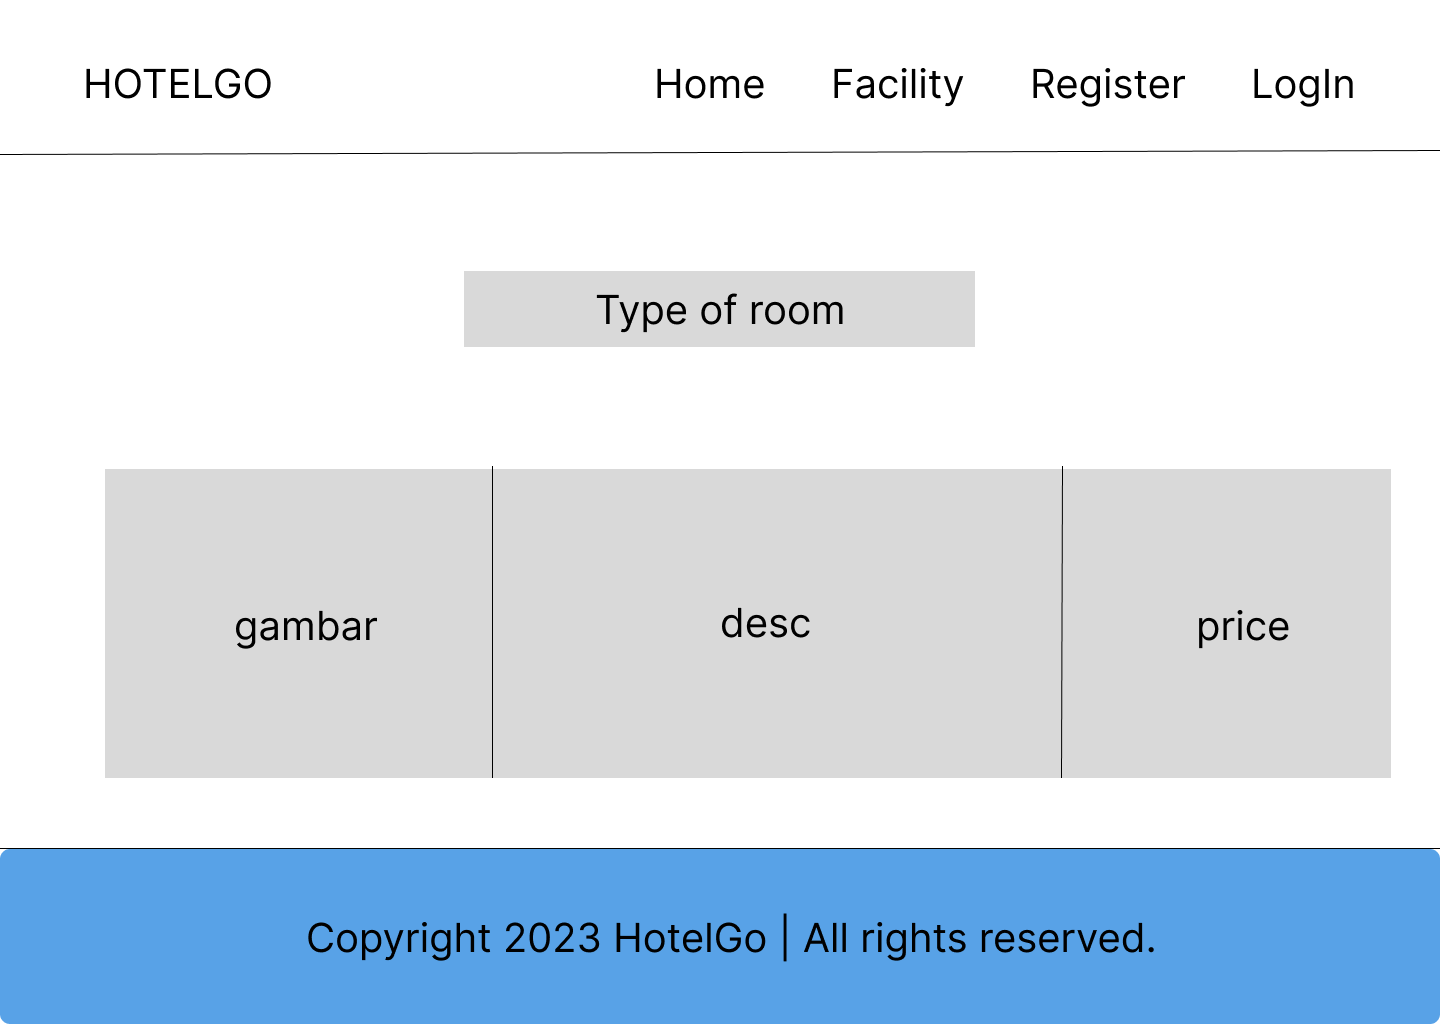 HOTELGO Home Facility Register LogIn
Type of room
gambar desc price
Copyright 2023 HotelGo | All rights reserved.